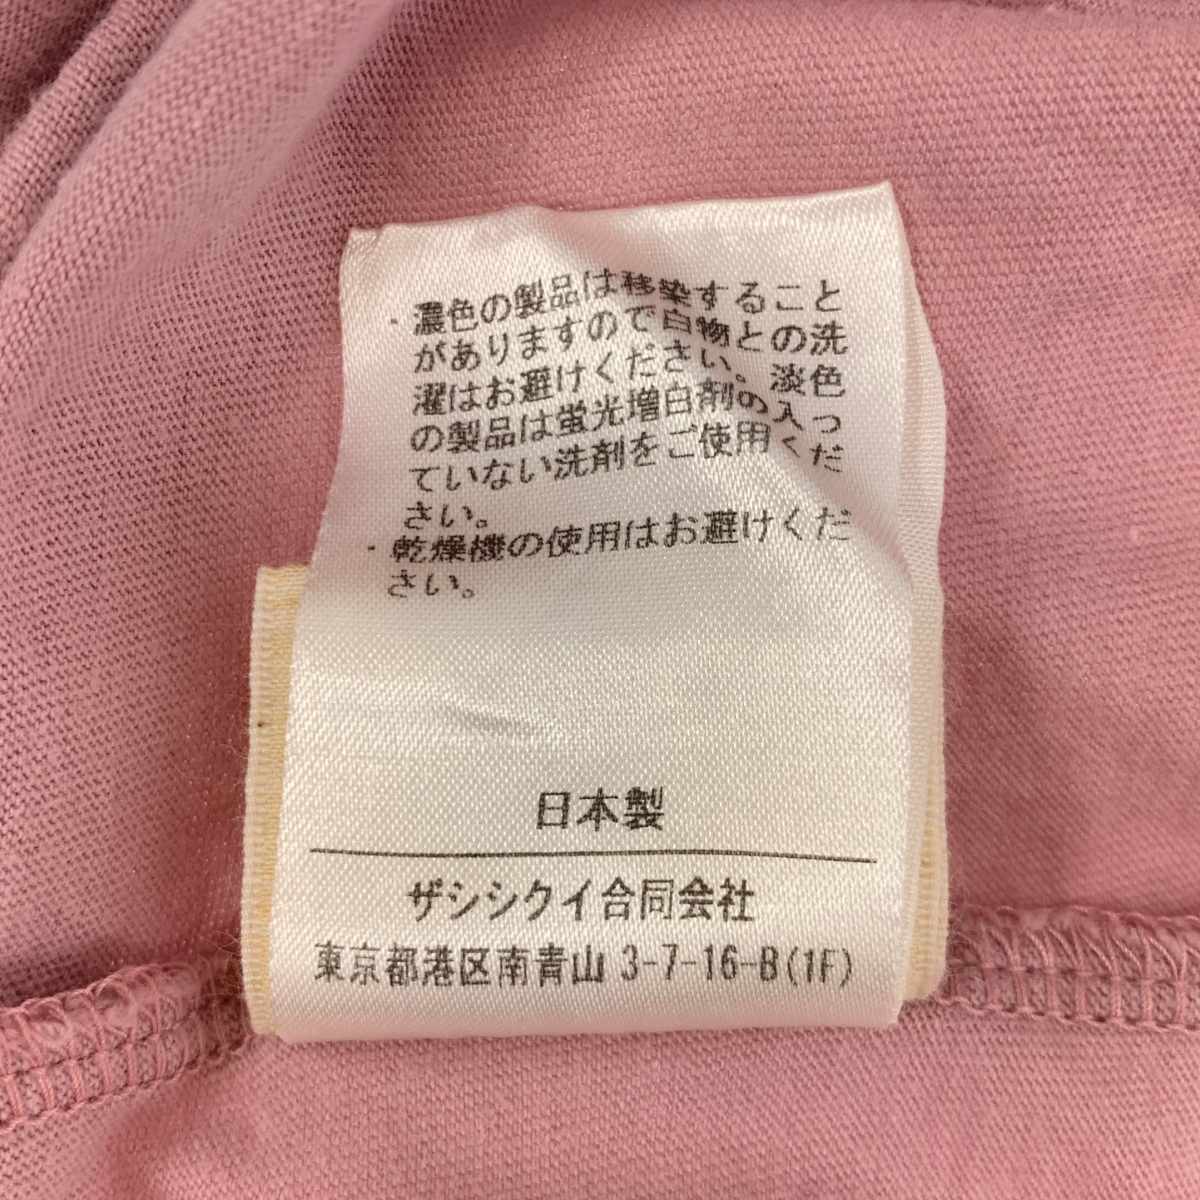 ・濃色の製品は移染すること
がありますので白物との洗
濯はお避けください。淡色
の製品は蛍光増白剤の入っ
ていない洗剤をご使用くだ
さい。
・乾燥機の使用はお避けくだ
さい。
日本製
ザシシクイ合同会社
東京都港区南青山 3-7-16-B(1F)